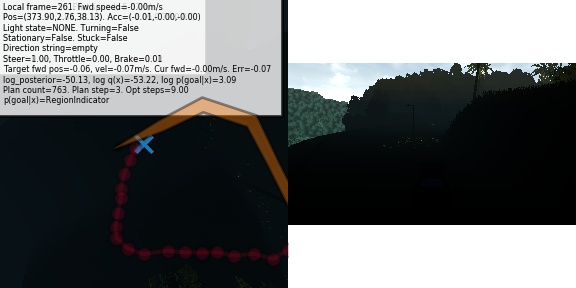 Local frame=261. Fwd speed=-0.00m/s
Pos=(373.90,2.76,38.13). Acc=(-0.01,-0.00,-0.00)
Light state=NONE. Turning=False
Stationary=False. Stuck=False
Direction string=empty
Steer=1.00, Throttle=0.00, Brake=0.01
Target fwd pos=-0.06, vel=-0.07m/s. Cur fwd=-0.00m/s. Err=-0.07
log_posterior=-50.13, log q(x)=-53.22, log p(goal|x)=3.09
Plan count=763. Plan step=3. Opt steps=9.00
p(goal|x)=RegionIndicator